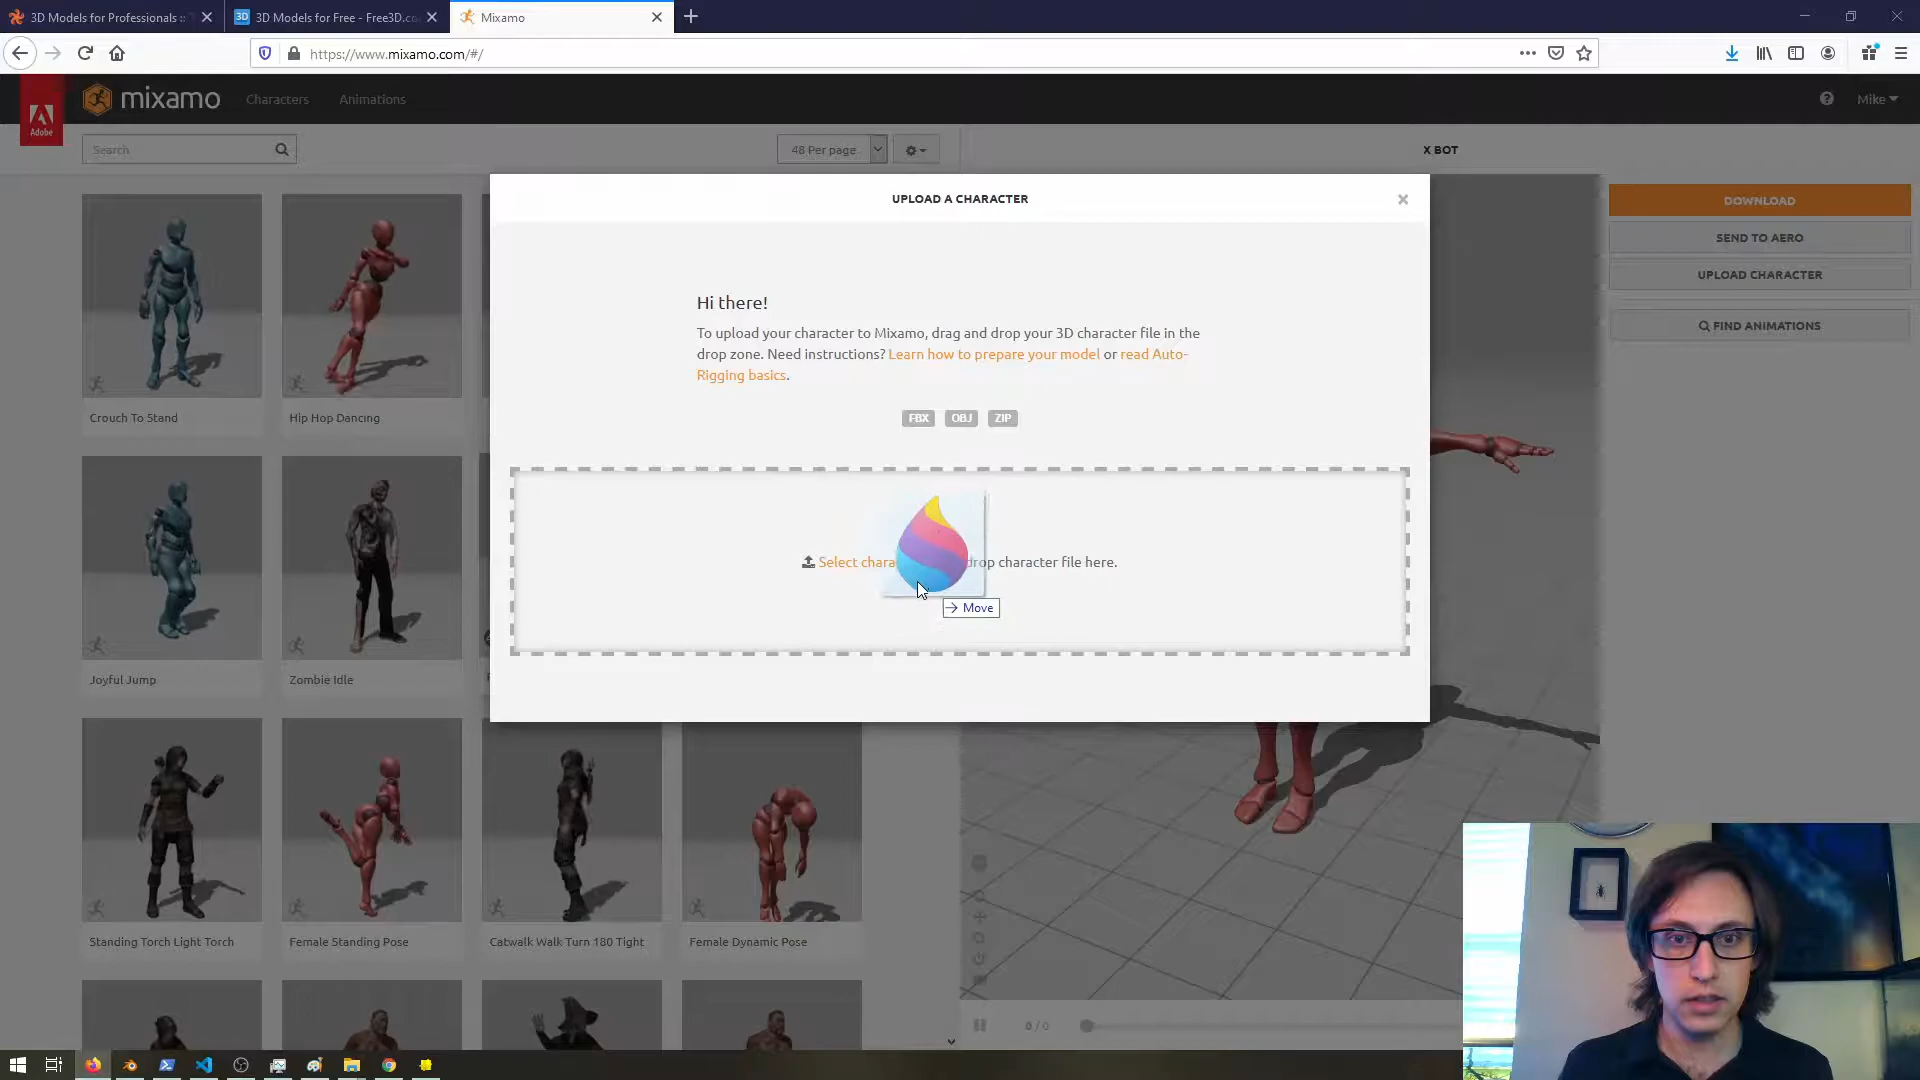 3D Models for Professionals ::
3D Models for Free - Free3D.co
Mixamo
https://www.mixamo.com/#/
Adobe
mixamo
Characters
Animations
Mike
Search
48 Per page
X BOT
UPLOAD A CHARACTER
DOWNLOAD
SEND TO AERO
UPLOAD CHARACTER
FIND ANIMATIONS
Hi there!
To upload your character to Mixamo, drag and drop your 3D character file in the
drop zone. Need instructions? Learn how to prepare your model or read Auto-
Rigging basics.
FBX OBJ ZIP
Select chara drop character file here.
Move
Crouch To Stand
Hip Hop Dancing
Joyful Jump
Zombie Idle
Standing Torch Light Torch
Female Standing Pose
Catwalk Walk Turn 180 Tight
Female Dynamic Pose
0 / 0